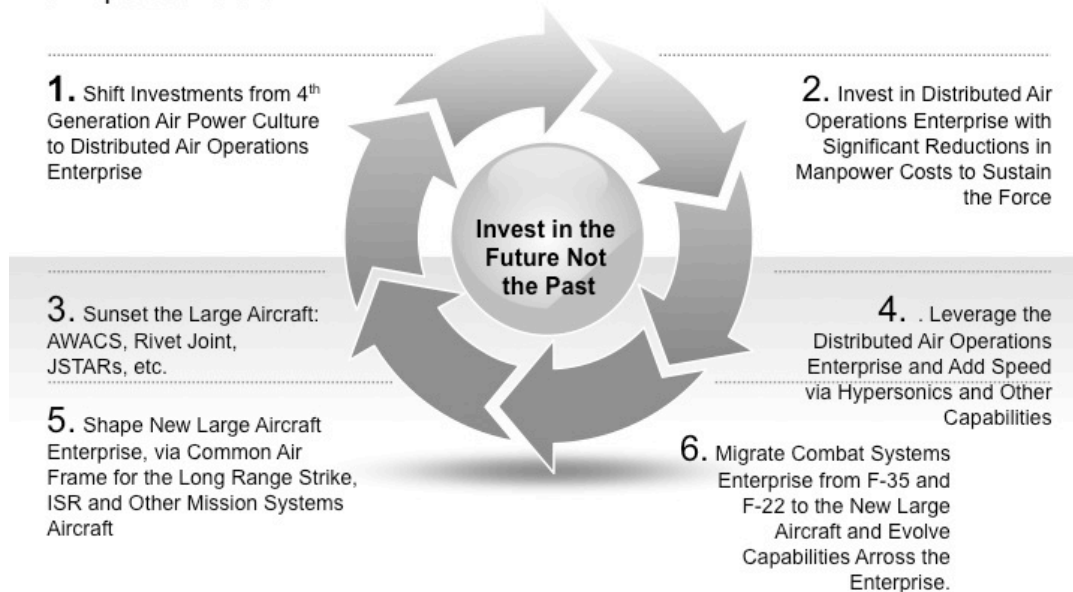 1. Shift Investments from 4th
Generation Air Power Culture
to Distributed Air Operations
Enterprise
2. Invest in Distributed Air
Operations Enterprise with
Significant Reductions in
Manpower Costs to Sustain
the Force
Invest in the
Future Not
the Past
3. Sunset the Large Aircraft:
AWACS, Rivet Joint,
JSTARs, etc.
4. . Leverage the
Distributed Air Operations
Enterprise and Add Speed
via Hypersonics and Other
Capabilities
5. Shape New Large Aircraft
Enterprise, via Common Air
Frame for the Long Range Strike,
ISR and Other Mission Systems
Aircraft
6. Migrate Combat Systems
Enterprise from F-35 and
F-22 to the New Large
Aircraft and Evolve
Capabilities Arross the
Enterprise.